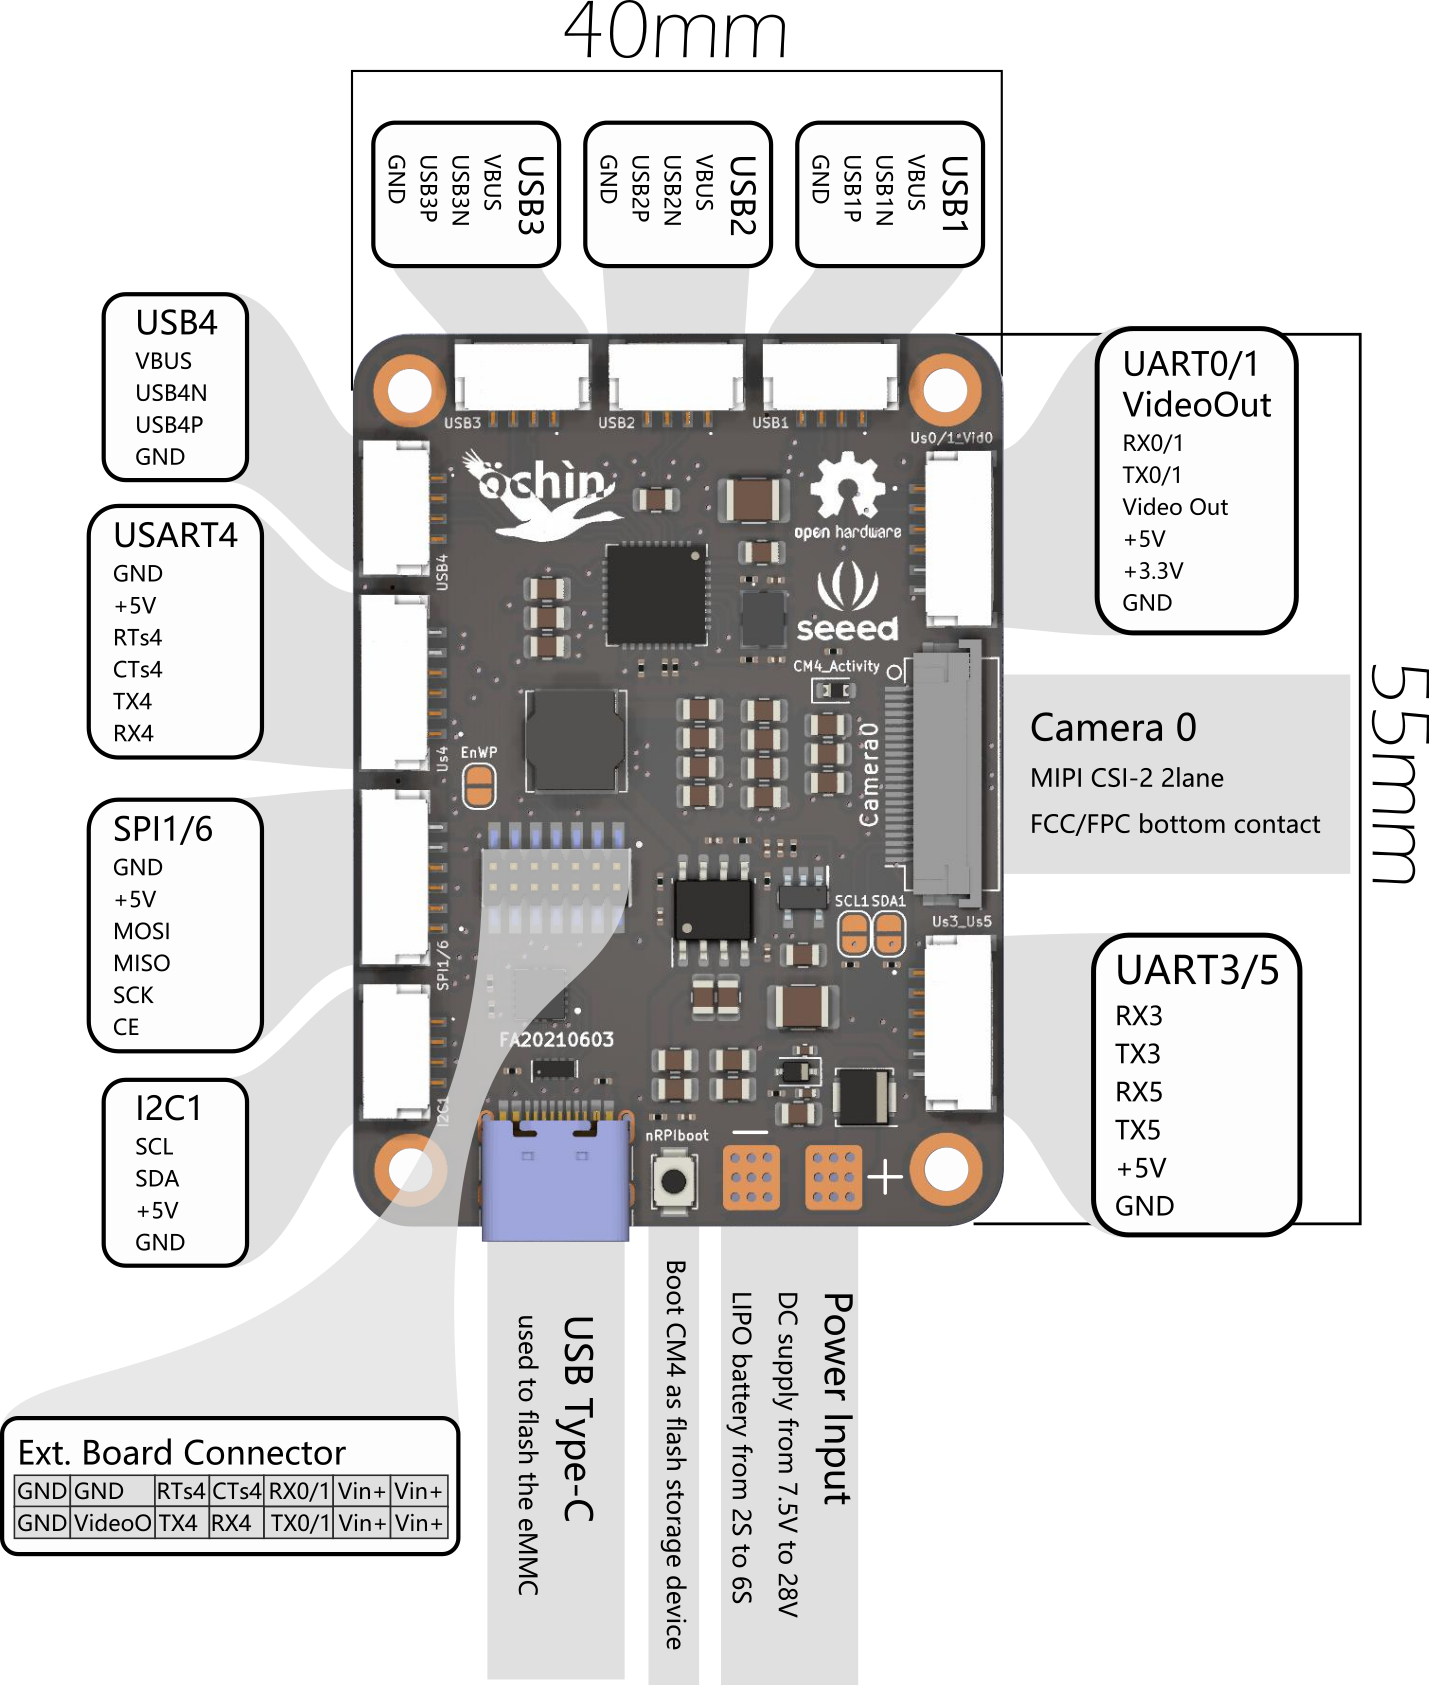 40mm
USB3
VBUS
USB3N
USB3P
GND
USB2
VBUS
USB2N
USB2P
GND
USB1
VBUS
USB1N
USB1P
GND
USB4
VBUS
USB4N
USB4P
GND
USART4
GND
+5V
RTs4
CTs4
TX4
RX4
SPI1/6
GND
+5V
MOSI
MISO
SCK
CE
I2C1
SCL
SDA
+5V
GND
USB3
USB2
USB1
Us0/1_Vid0
öchìn
open hardware
seeed
USB4
CM4_Activity
Us4
EnWP
Camera0
SCL1 SDA1
Us3_Us5
SPI1/6
FA20210603
I2C1
nRPIboot
− +
UART0/1
VideoOut
RX0/1
TX0/1
Video Out
+5V
+3.3V
GND
Camera 0
MIPI CSI-2 2lane
FCC/FPC bottom contact
55mm
UART3/5
RX3
TX3
RX5
TX5
+5V
GND
Ext. Board Connector
GND GND RTs4 CTs4 RX0/1 Vin+ Vin+
GND VideoO TX4 RX4 TX0/1 Vin+ Vin+
USB Type-C
used to flash the eMMC
Boot CM4 as flash storage device
Power Input
DC supply from 7.5V to 28V
LIPO battery from 2S to 6S